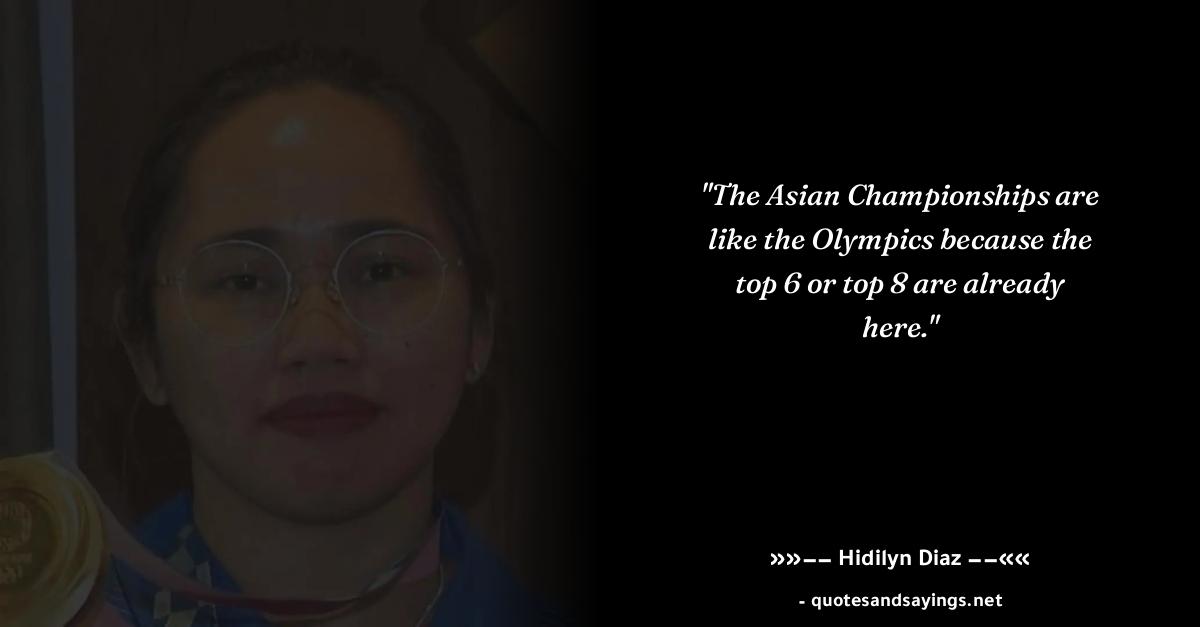 "The Asian Championships are
like the Olympics because the
top 6 or top 8 are already
here."
»»–– Hidilyn Diaz ––««
- quotesandsayings.net